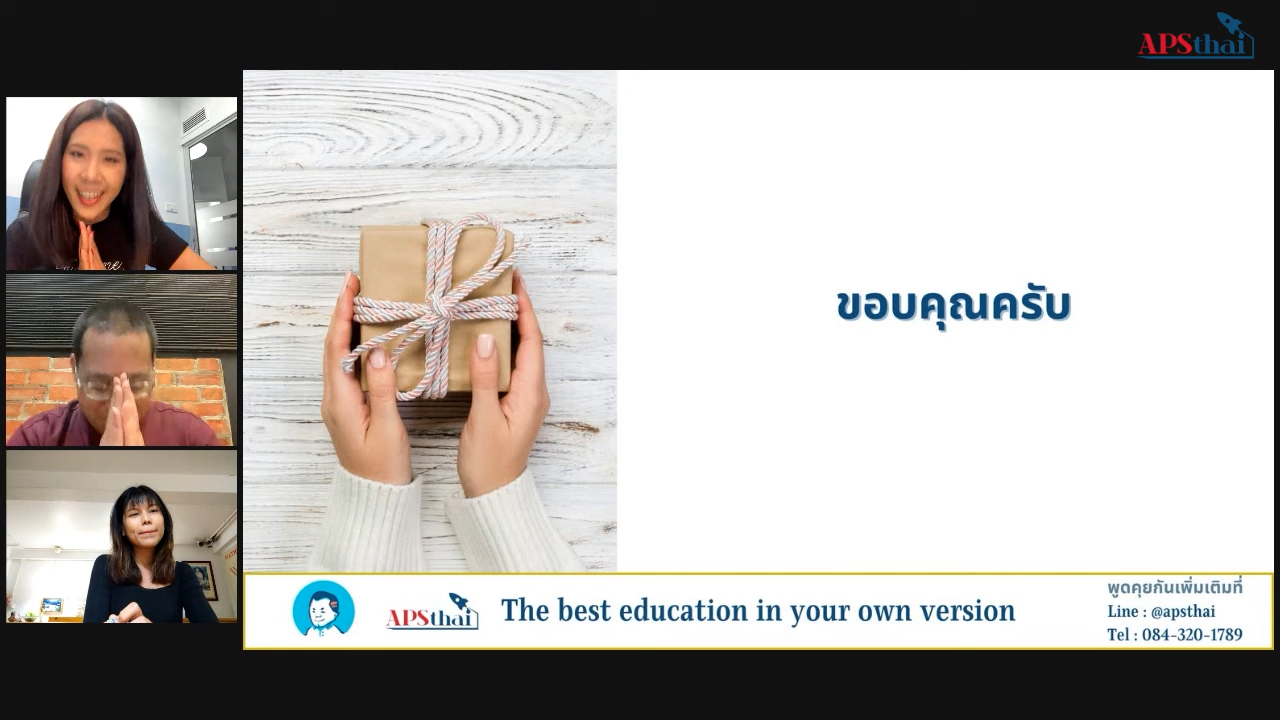 APSthai
ขอบคุณครับ
APSthai
The best education in your own version
พูดคุยกันเพิ่มเติมที่
Line : @apsthai
Tel : 084-320-1789